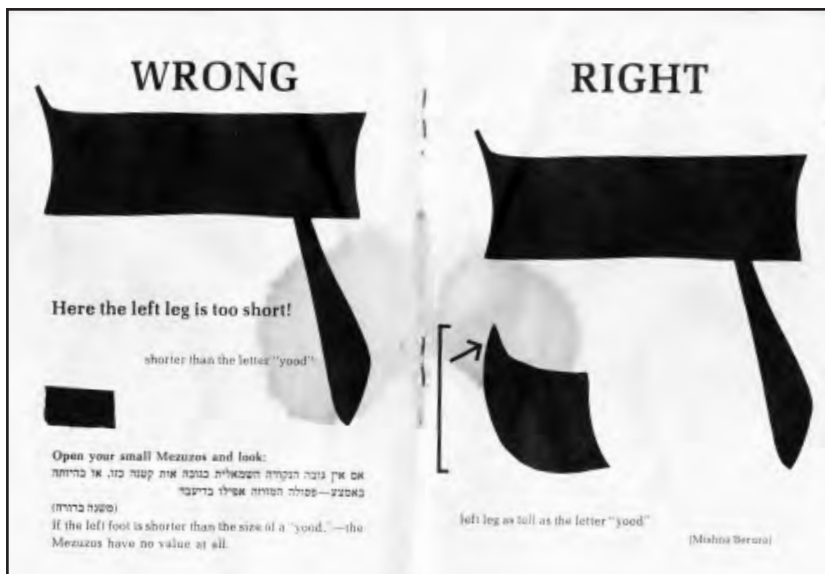 WRONG
Here the left leg is too short!
shorter than the letter "yood"
Open your small Mezuzos and look:
אם אין גובה הנקודה השמאלית כגובה אות קטנה כזו, או בהיותה
באמצע—פסולה המזוזה אפילו בדיעבד
(משנה ברורה)
If the left foot is shorter than the size of a "yood,"—the
Mezuzos have no value at all.
RIGHT
left leg as tall as the letter "yood"
(Mishna Berura)